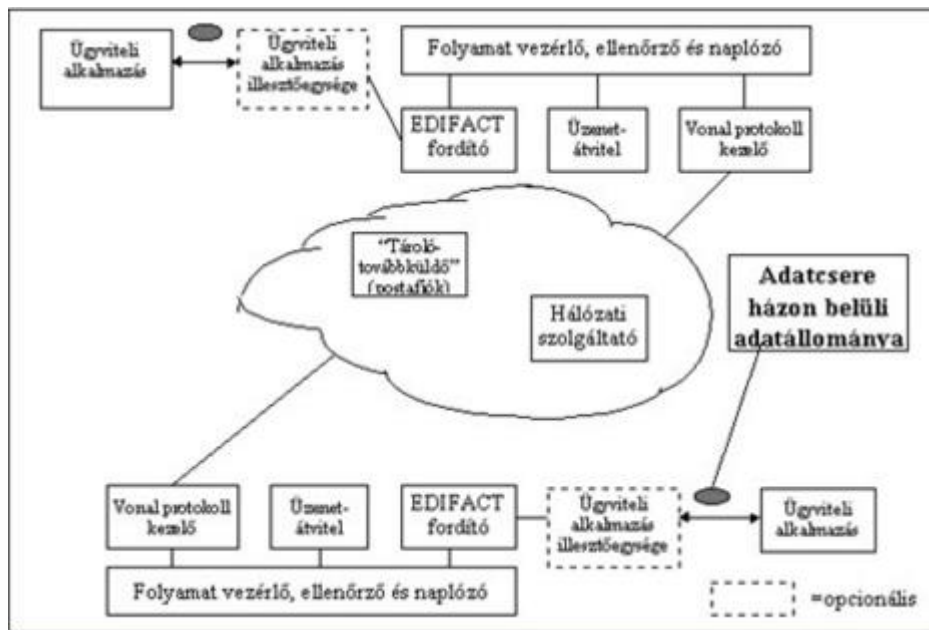 Ügyviteli
alkalmazás
Ügyviteli
alkalmazás
illesztőegysége
Folyamat vezérlő, ellenőrző és naplózó
EDIFACT
fordító
Üzenet-
átvitel
Vonal protokoll
kezelő
“Tároló-
továbbküldő”
(postafiók)
Hálózati
szolgáltató
Adatcsere
házon belüli
adatállománya
Vonal protokoll
kezelő
Üzenet-
átvitel
EDIFACT
fordító
Ügyviteli
alkalmazás
illesztőegysége
Ügyviteli
alkalmazás
Folyamat vezérlő, ellenőrző és naplózó
=opcionális